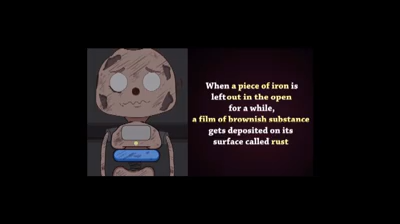 When a piece of iron is
left out in the open
for a while,
a film of brownish substance
gets deposited on its
surface called rust